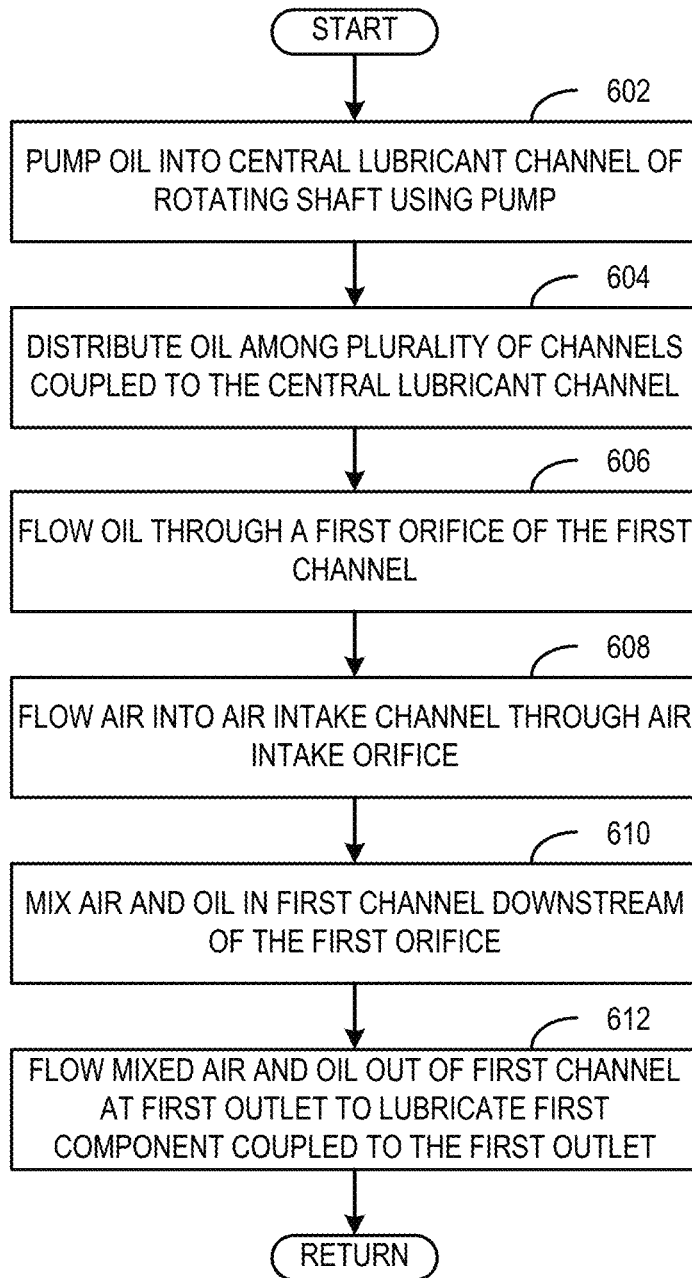 START
602
PUMP OIL INTO CENTRAL LUBRICANT CHANNEL OF
ROTATING SHAFT USING PUMP
604
DISTRIBUTE OIL AMONG PLURALITY OF CHANNELS
COUPLED TO THE CENTRAL LUBRICANT CHANNEL
606
FLOW OIL THROUGH A FIRST ORIFICE OF THE FIRST
CHANNEL
608
FLOW AIR INTO AIR INTAKE CHANNEL THROUGH AIR
INTAKE ORIFICE
610
MIX AIR AND OIL IN FIRST CHANNEL DOWNSTREAM
OF THE FIRST ORIFICE
612
FLOW MIXED AIR AND OIL OUT OF FIRST CHANNEL
AT FIRST OUTLET TO LUBRICATE FIRST
COMPONENT COUPLED TO THE FIRST OUTLET
RETURN